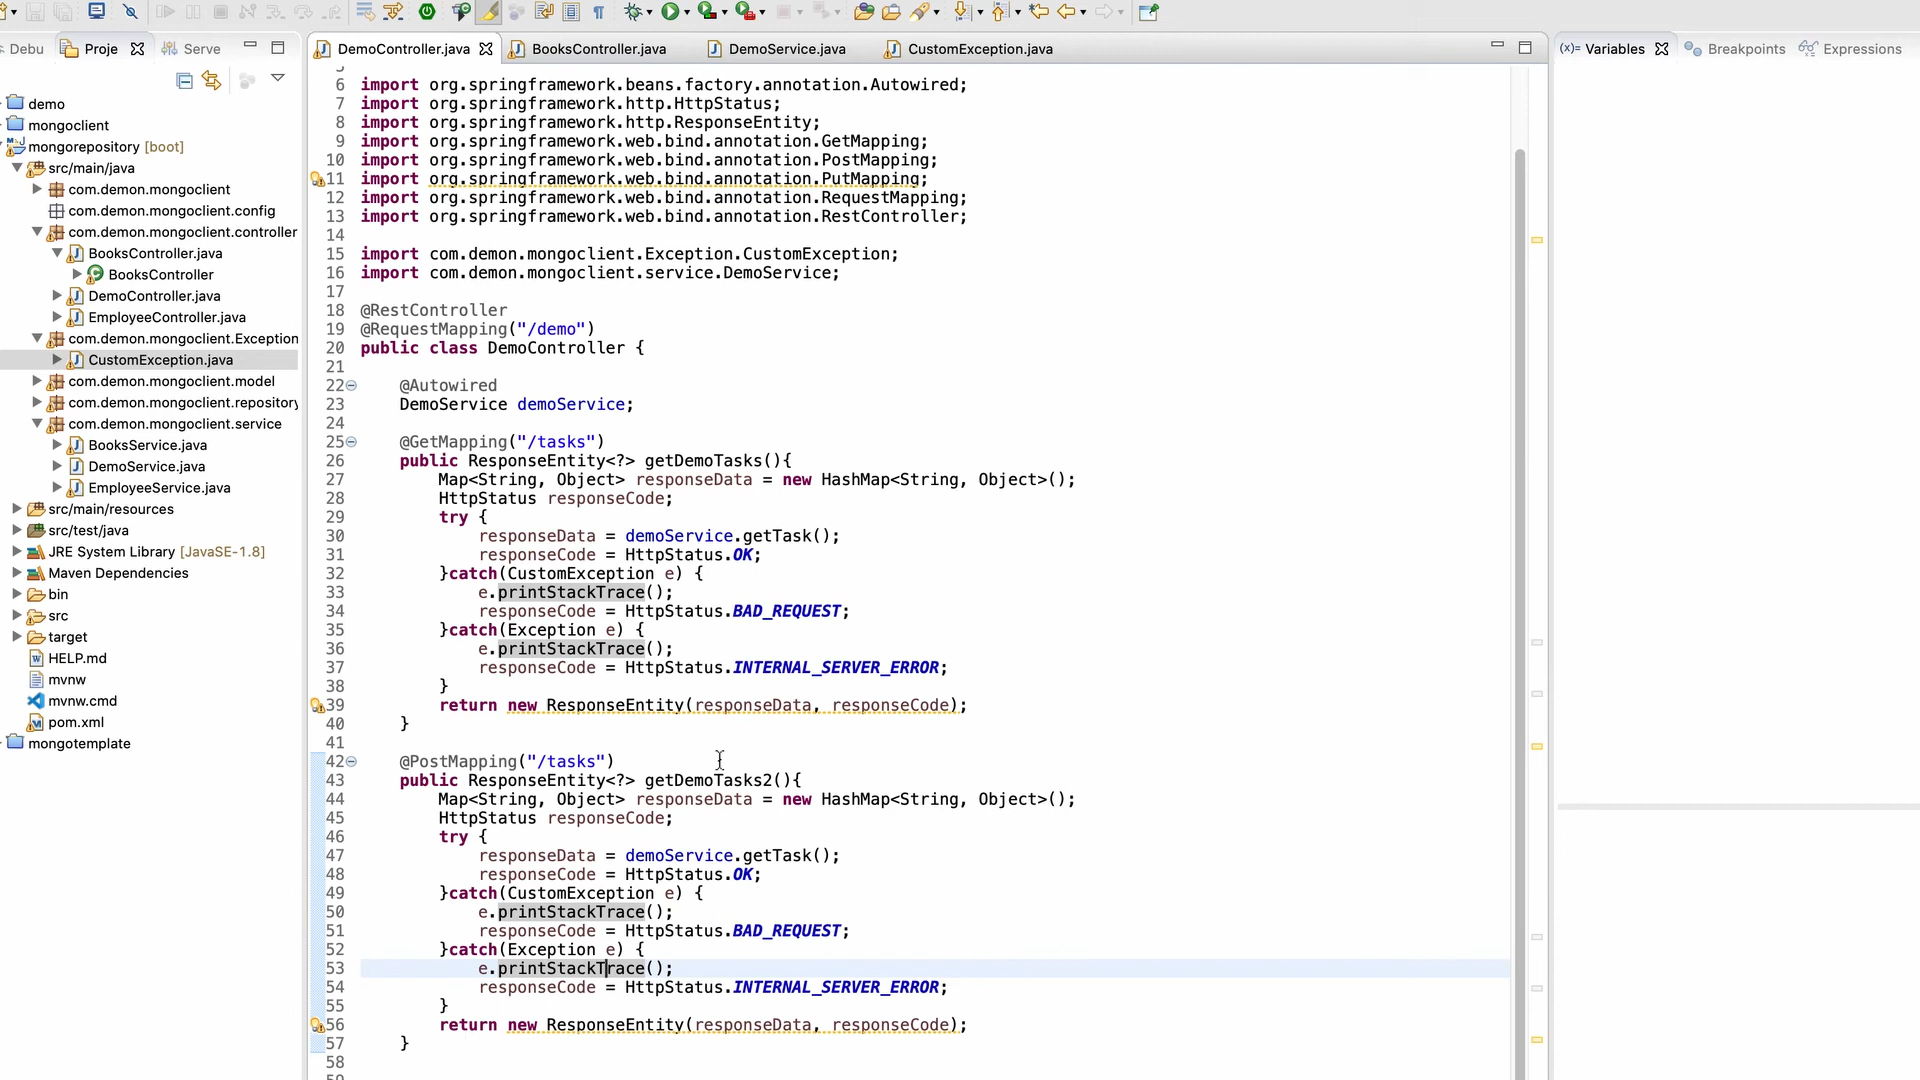 Debu
Proje
Serve
DemoController.java
BooksController.java
DemoService.java
CustomException.java
(x)= Variables
Breakpoints
Expressions
demo
mongoclient
mongorepository [boot]
src/main/java
com.demon.mongoclient
com.demon.mongoclient.config
com.demon.mongoclient.controller
BooksController.java
BooksController
DemoController.java
EmployeeController.java
com.demon.mongoclient.Exception
CustomException.java
com.demon.mongoclient.model
com.demon.mongoclient.repository
com.demon.mongoclient.service
BooksService.java
DemoService.java
EmployeeService.java
src/main/resources
src/test/java
JRE System Library [JavaSE-1.8]
Maven Dependencies
bin
src
target
HELP.md
mvnw
mvnw.cmd
pom.xml
mongotemplate
6 import org.springframework.beans.factory.annotation.Autowired;
7 import org.springframework.http.HttpStatus;
8 import org.springframework.http.ResponseEntity;
9 import org.springframework.web.bind.annotation.GetMapping;
10 import org.springframework.web.bind.annotation.PostMapping;
11 import org.springframework.web.bind.annotation.PutMapping;
12 import org.springframework.web.bind.annotation.RequestMapping;
13 import org.springframework.web.bind.annotation.RestController;
14
15 import com.demon.mongoclient.Exception.CustomException;
16 import com.demon.mongoclient.service.DemoService;
17
18 @RestController
19 @RequestMapping("/demo")
20 public class DemoController {
21
22 @Autowired
23 DemoService demoService;
24
25 @GetMapping("/tasks")
26 public ResponseEntity<?> getDemoTasks(){
27 Map<String, Object> responseData = new HashMap<String, Object>();
28 HttpStatus responseCode;
29 try {
30 responseData = demoService.getTask();
31 responseCode = HttpStatus.OK;
32 }catch(CustomException e) {
33 e.printStackTrace();
34 responseCode = HttpStatus.BAD_REQUEST;
35 }catch(Exception e) {
36 e.printStackTrace();
37 responseCode = HttpStatus.INTERNAL_SERVER_ERROR;
38 }
39 return new ResponseEntity(responseData, responseCode);
40 }
41
42 @PostMapping("/tasks")
43 public ResponseEntity<?> getDemoTasks2(){
44 Map<String, Object> responseData = new HashMap<String, Object>();
45 HttpStatus responseCode;
46 try {
47 responseData = demoService.getTask();
48 responseCode = HttpStatus.OK;
49 }catch(CustomException e) {
50 e.printStackTrace();
51 responseCode = HttpStatus.BAD_REQUEST;
52 }catch(Exception e) {
53 e.printStackTrace();
54 responseCode = HttpStatus.INTERNAL_SERVER_ERROR;
55 }
56 return new ResponseEntity(responseData, responseCode);
57 }
58